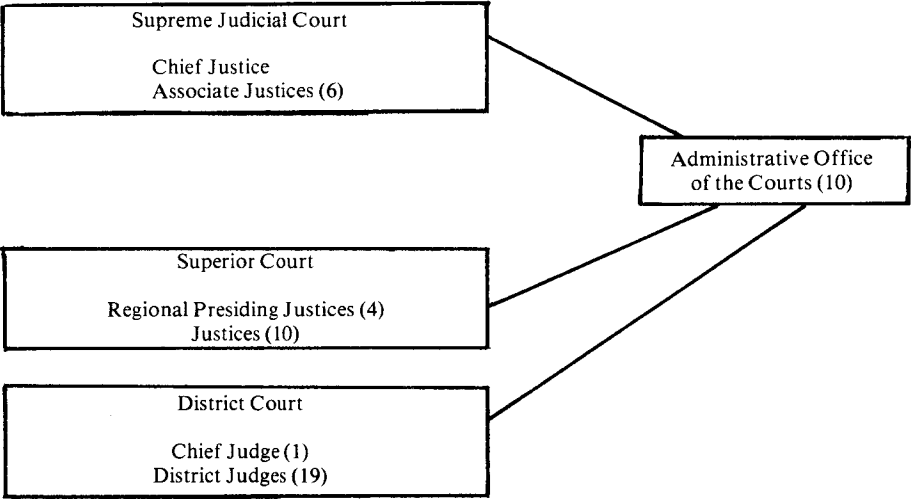 Supreme Judicial Court
Chief Justice
Associate Justices (6)
Administrative Office
of the Courts (10)
Superior Court
Regional Presiding Justices (4)
Justices (10)
District Court
Chief Judge (1)
District Judges (19)